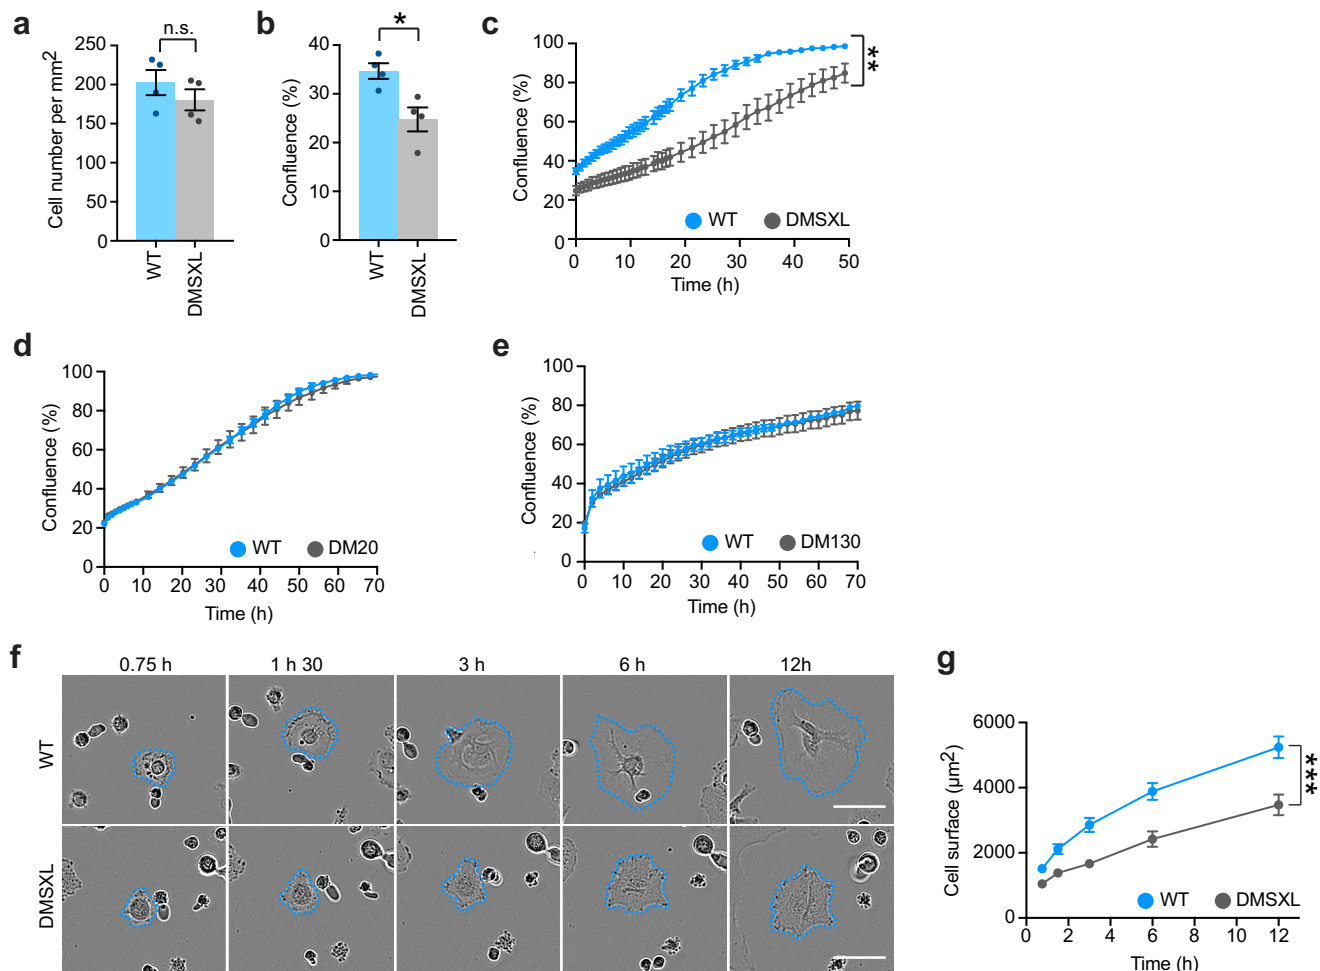 a
n.s.
Cell number per mm2
250
200
150
100
50
0
WT
DMSXL
b
*
Confluence (%)
40
30
20
10
0
WT
DMSXL
c
**
Confluence (%)
100
80
60
40
20
0
WT
DMSXL
0 10 20 30 40 50
Time (h)
d
Confluence (%)
100
80
60
40
20
0
WT
DM20
0 10 20 30 40 50 60 70
Time (h)
e
Confluence (%)
100
80
60
40
20
0
WT
DM130
0 10 20 30 40 50 60 70
Time (h)
f
0.75 h
1 h 30
3 h
6 h
12h
WT
DMSXL
g
***
Cell surface (µm2)
6000
4000
2000
0
WT
DMSXL
0 2 4 6 8 10 12
Time (h)